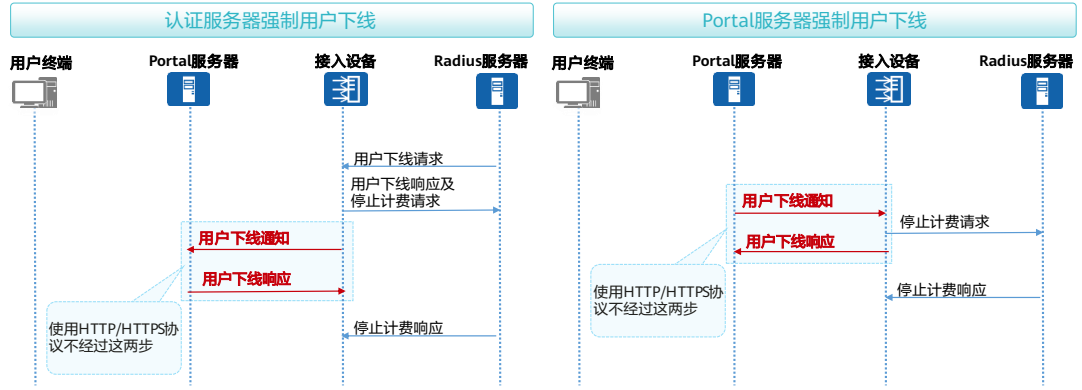 认证服务器强制用户下线
用户终端
Portal服务器
接入设备
Radius服务器
用户下线请求
用户下线响应及
停止计费请求
用户下线通知
用户下线响应
使用HTTP/HTTPS协
议不经过这两步
停止计费响应
Portal服务器强制用户下线
用户终端
Portal服务器
接入设备
Radius服务器
用户下线通知
停止计费请求
用户下线响应
使用HTTP/HTTPS协
议不经过这两步
停止计费响应